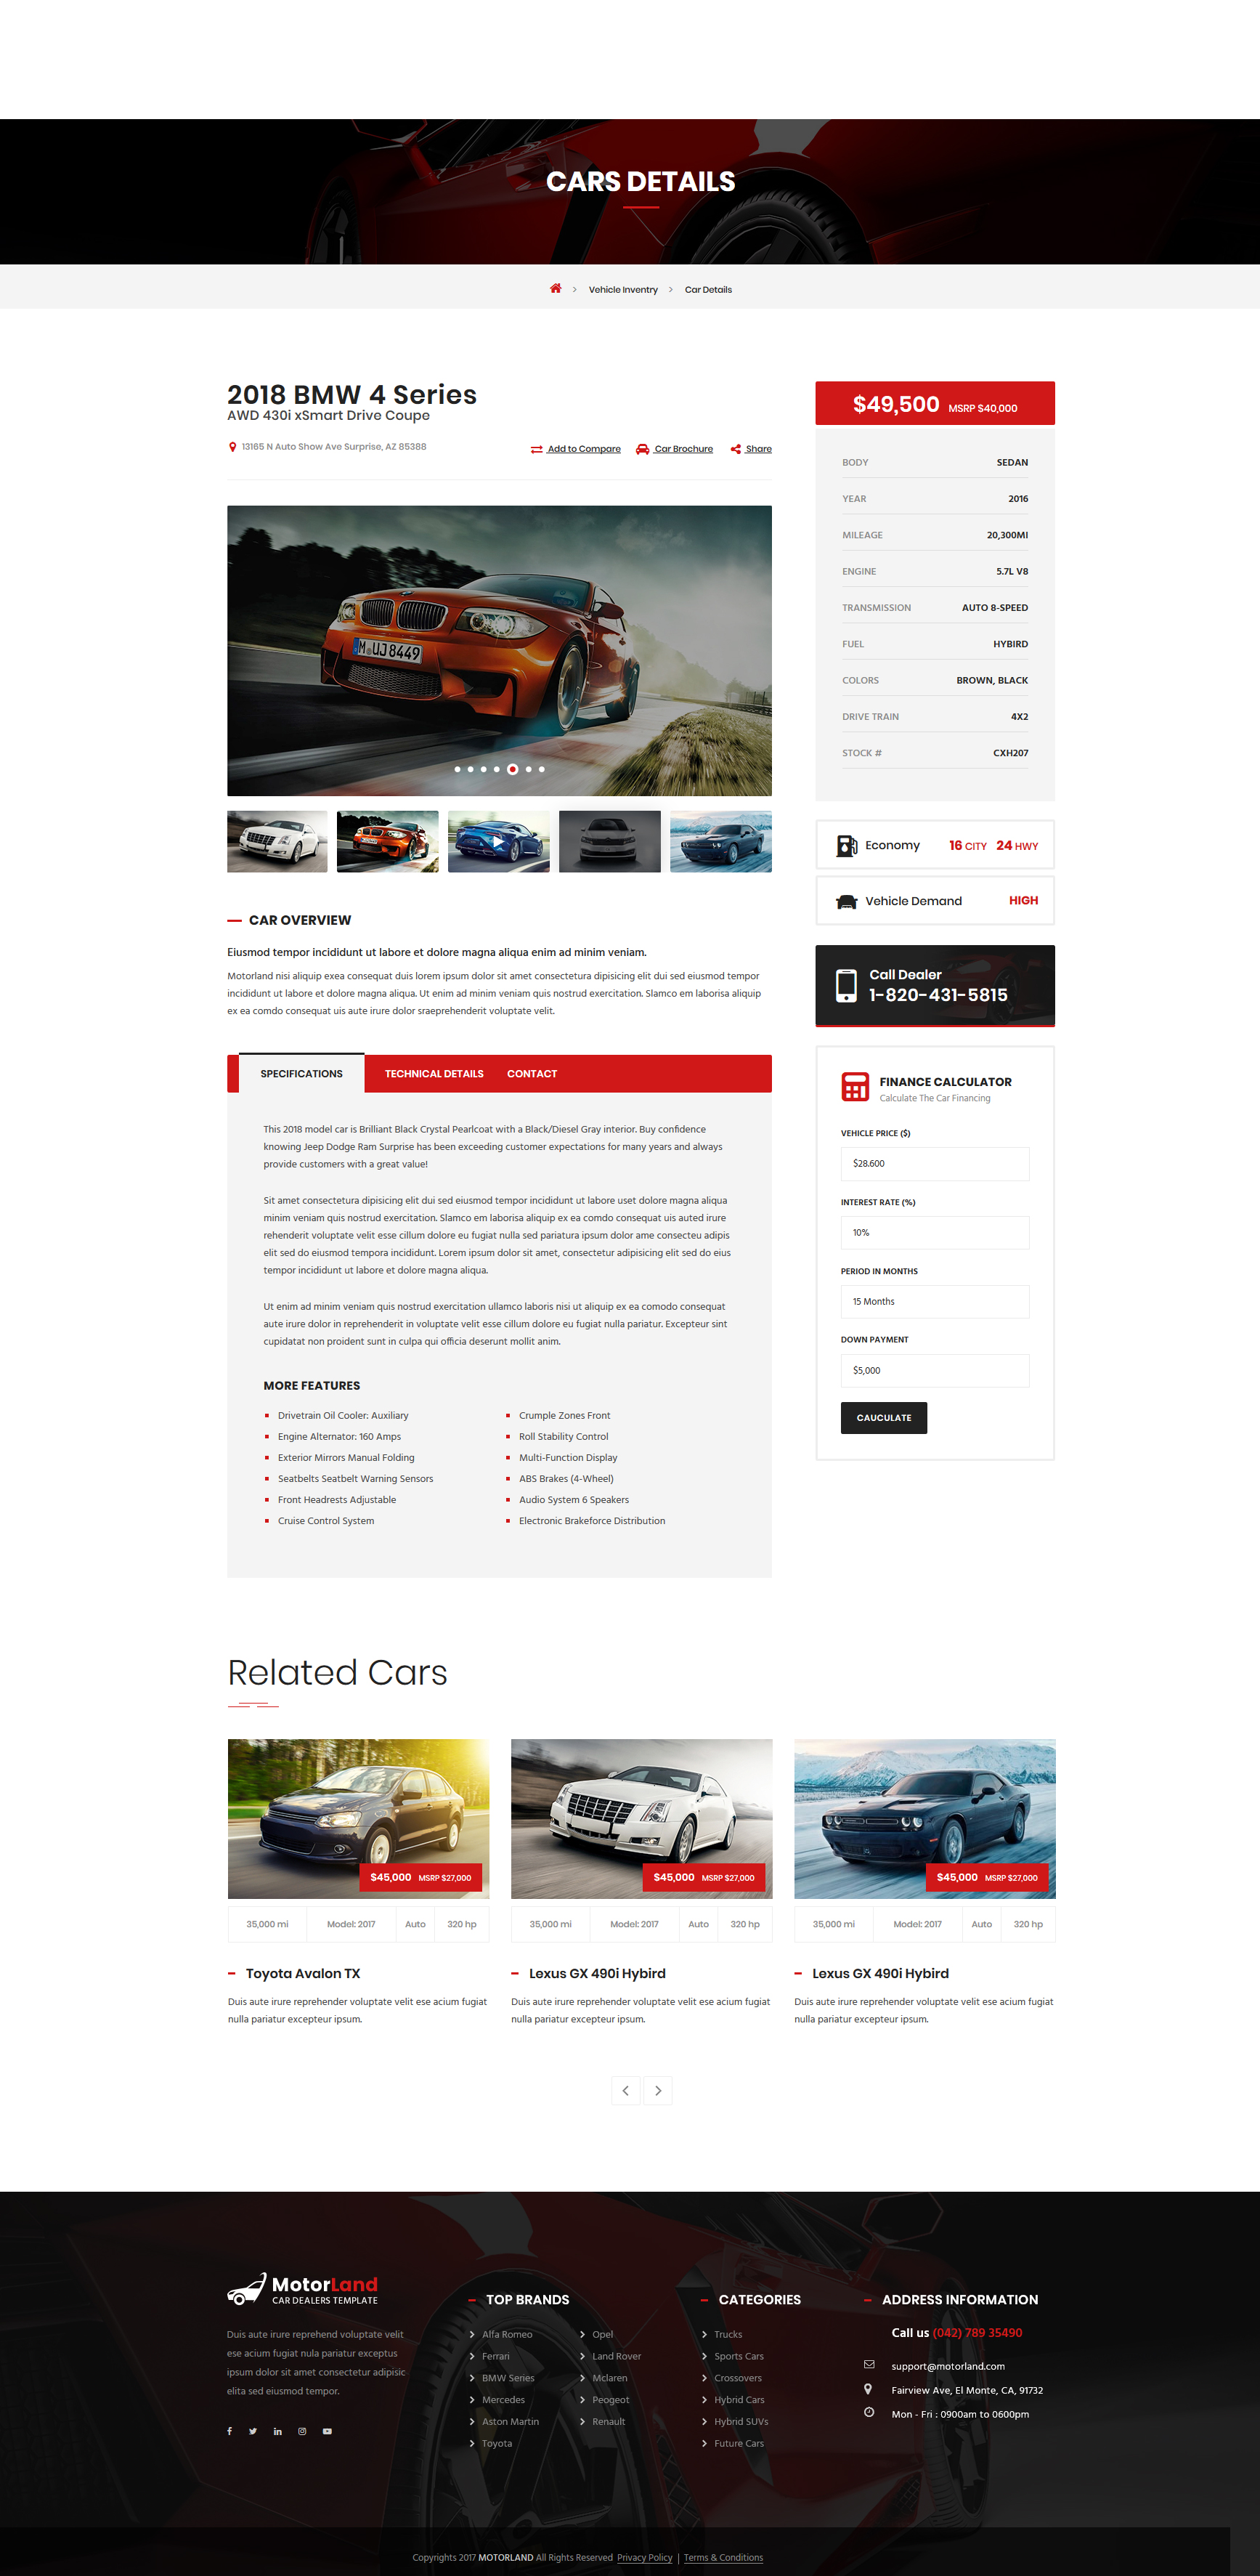 CARS DETAILS
Vehicle Inventry
Car Details
2018 BMW 4 Series
AWD 430i xSmart Drive Coupe
13165 N Auto Show Ave Surprise, AZ 85388
Add to Compare
Car Brochure
Share
M UJ8449
CAR OVERVIEW
Eiusmod tempor incididunt ut labore et dolore magna aliqua enim ad minim veniam.
Motorland nisi aliquip exea consequat duis lorem ipsum dolor sit amet consectetura dipisicing elit dui sed eiusmod tempor
incididunt ut labore et dolore magna aliqua. Ut enim ad minim veniam quis nostrud exercitation. Slamco em laborisa aliquip
ex ea comdo consequat uis aute irure dolor sraeprehenderit voluptate velit.
SPECIFICATIONS
TECHNICAL DETAILS
CONTACT
This 2018 model car is Brilliant Black Crystal Pearlcoat with a Black/Diesel Gray interior. Buy confidence
knowing Jeep Dodge Ram Surprise has been exceeding customer expectations for many years and always
provide customers with a great value!
Sit amet consectetura dipisicing elit dui sed eiusmod tempor incididunt ut labore uset dolore magna aliqua
minim veniam quis nostrud exercitation. Slamco em laborisa aliquip ex ea comdo consequat uis auted irure
rehenderit voluptate velit esse cillum dolore eu fugiat nulla sed pariatura ipsum dolor ame consecteu adipis
elit sed do eiusmod tempora incididunt. Lorem ipsum dolor sit amet, consectetur adipisicing elit sed do eius
tempor incididunt ut labore et dolore magna aliqua.
Ut enim ad minim veniam quis nostrud exercitation ullamco laboris nisi ut aliquip ex ea comodo consequat
aute irure dolor in reprehenderit in voluptate velit esse cillum dolore eu fugiat nulla pariatur. Excepteur sint
cupidatat non proident sunt in culpa qui officia deserunt mollit anim.
MORE FEATURES
Drivetrain Oil Cooler: Auxiliary
Engine Alternator: 160 Amps
Exterior Mirrors Manual Folding
Seatbelts Seatbelt Warning Sensors
Front Headrests Adjustable
Cruise Control System
Crumple Zones Front
Roll Stability Control
Multi-Function Display
ABS Brakes (4-Wheel)
Audio System 6 Speakers
Electronic Brakeforce Distribution
$49,500 MSRP $40,000
BODY SEDAN
YEAR 2016
MILEAGE 20,300MI
ENGINE 5.7L V8
TRANSMISSION AUTO 8-SPEED
FUEL HYBIRD
COLORS BROWN, BLACK
DRIVE TRAIN 4X2
STOCK # CXH207
Economy 16 CITY 24 HWY
Vehicle Demand HIGH
Call Dealer
1-820-431-5815
FINANCE CALCULATOR
Calculate The Car Financing
VEHICLE PRICE ($)
$28.600
INTEREST RATE (%)
10%
PERIOD IN MONTHS
15 Months
DOWN PAYMENT
$5,000
CAUCULATE
Related Cars
$45,000 MSRP $27,000
35,000 mi Model: 2017 Auto 320 hp
Toyota Avalon TX
Duis aute irure reprehender voluptate velit ese acium fugiat
nulla pariatur excepteur ipsum.
$45,000 MSRP $27,000
35,000 mi Model: 2017 Auto 320 hp
Lexus GX 490i Hybird
Duis aute irure reprehender voluptate velit ese acium fugiat
nulla pariatur excepteur ipsum.
$45,000 MSRP $27,000
35,000 mi Model: 2017 Auto 320 hp
Lexus GX 490i Hybird
Duis aute irure reprehender voluptate velit ese acium fugiat
nulla pariatur excepteur ipsum.
MotorLand
CAR DEALERS TEMPLATE
Duis aute irure reprehend voluptate velit
ese acium fugiat nula pariatur exceptus
ipsum dolor sit amet consectetur adipisic
elita sed eiusmod tempor.
TOP BRANDS
Alfa Romeo
Ferrari
BMW Series
Mercedes
Aston Martin
Toyota
Opel
Land Rover
Mclaren
Peogeot
Renault
CATEGORIES
Trucks
Sports Cars
Crossovers
Hybrid Cars
Hybrid SUVs
Future Cars
ADDRESS INFORMATION
Call us (042) 789 35490
support@motorland.com
Fairview Ave, El Monte, CA, 91732
Mon - Fri : 0900am to 0600pm
Copyrights 2017 MOTORLAND All Rights Reserved Privacy Policy | Terms & Conditions